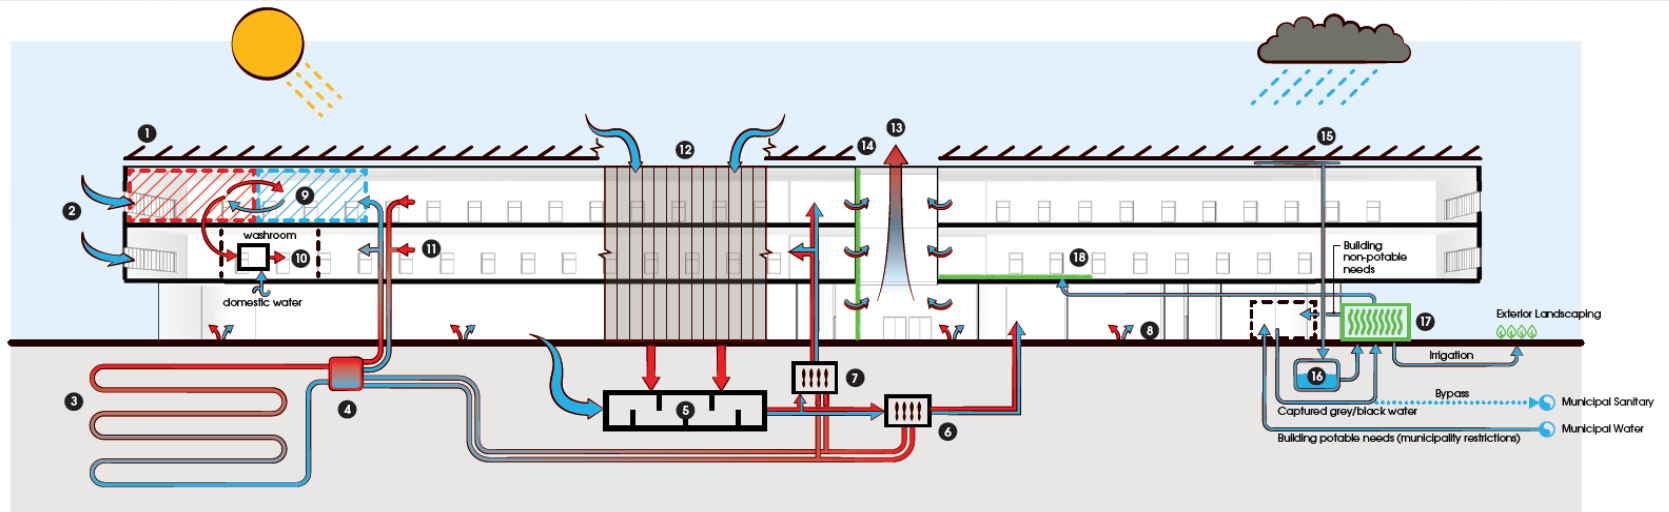 1
12
13
14
15
2
9
washroom
10
11
domestic water
Building
non-potable
needs
18
8
17
Exterior Landscaping
Irrigation
3
4
5
7
6
16
Bypass
Municipal Sanitary
Captured grey/black water
Municipal Water
Building potable needs (municipality restrictions)